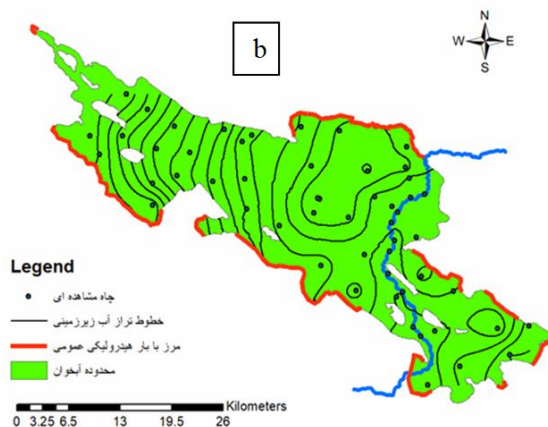 b
N
W E
S
Legend
چاه مشاهده ای
خطوط تراز آب زیرزمینی
مرز با بار هیدرولیکی عمومی
محدوده آبخوان
Kilometers
0 3.25 6.5 13 19.5 26